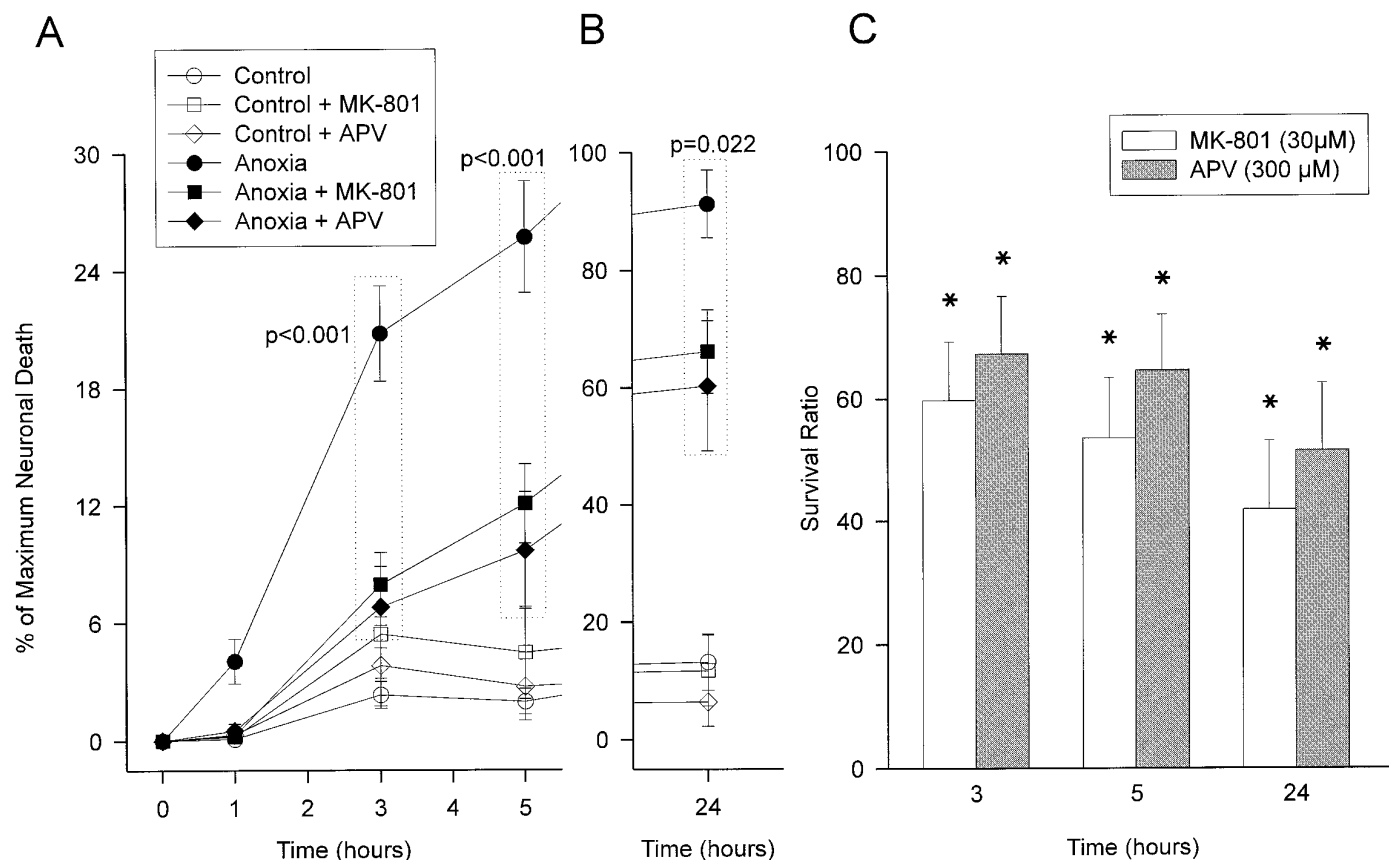 A
B
C
Control
Control + MK-801
Control + APV
Anoxia
Anoxia + MK-801
Anoxia + APV
MK-801 (30µM)
APV (300 µM)
p<0.001
p<0.001
p=0.022
% of Maximum Neuronal Death
30
24
18
12
6
0
0
1
2
3
4
5
Time (hours)
100
80
60
40
20
0
24
Time (hours)
Survival Ratio
100
80
60
40
20
0
*
*
*
*
*
*
3
5
24
Time (hours)